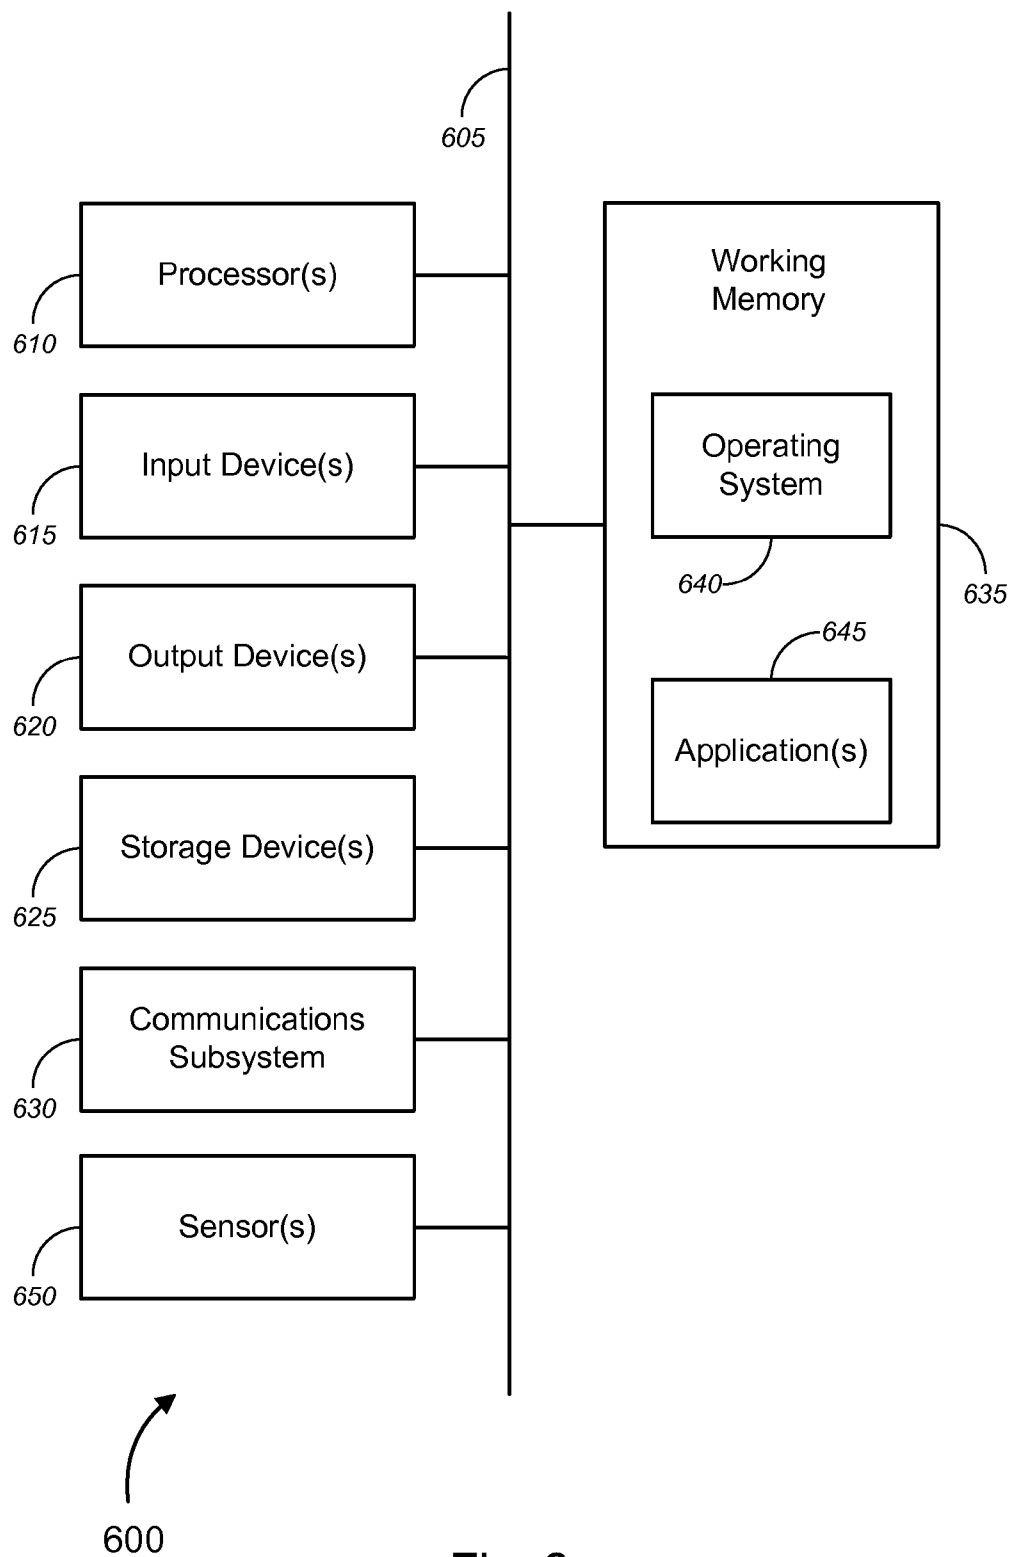 605
Processor(s)
610
Input Device(s)
615
Output Device(s)
620
Storage Device(s)
625
Communications
Subsystem
630
Sensor(s)
650
Working
Memory
Operating
System
640
635
645
Application(s)
600